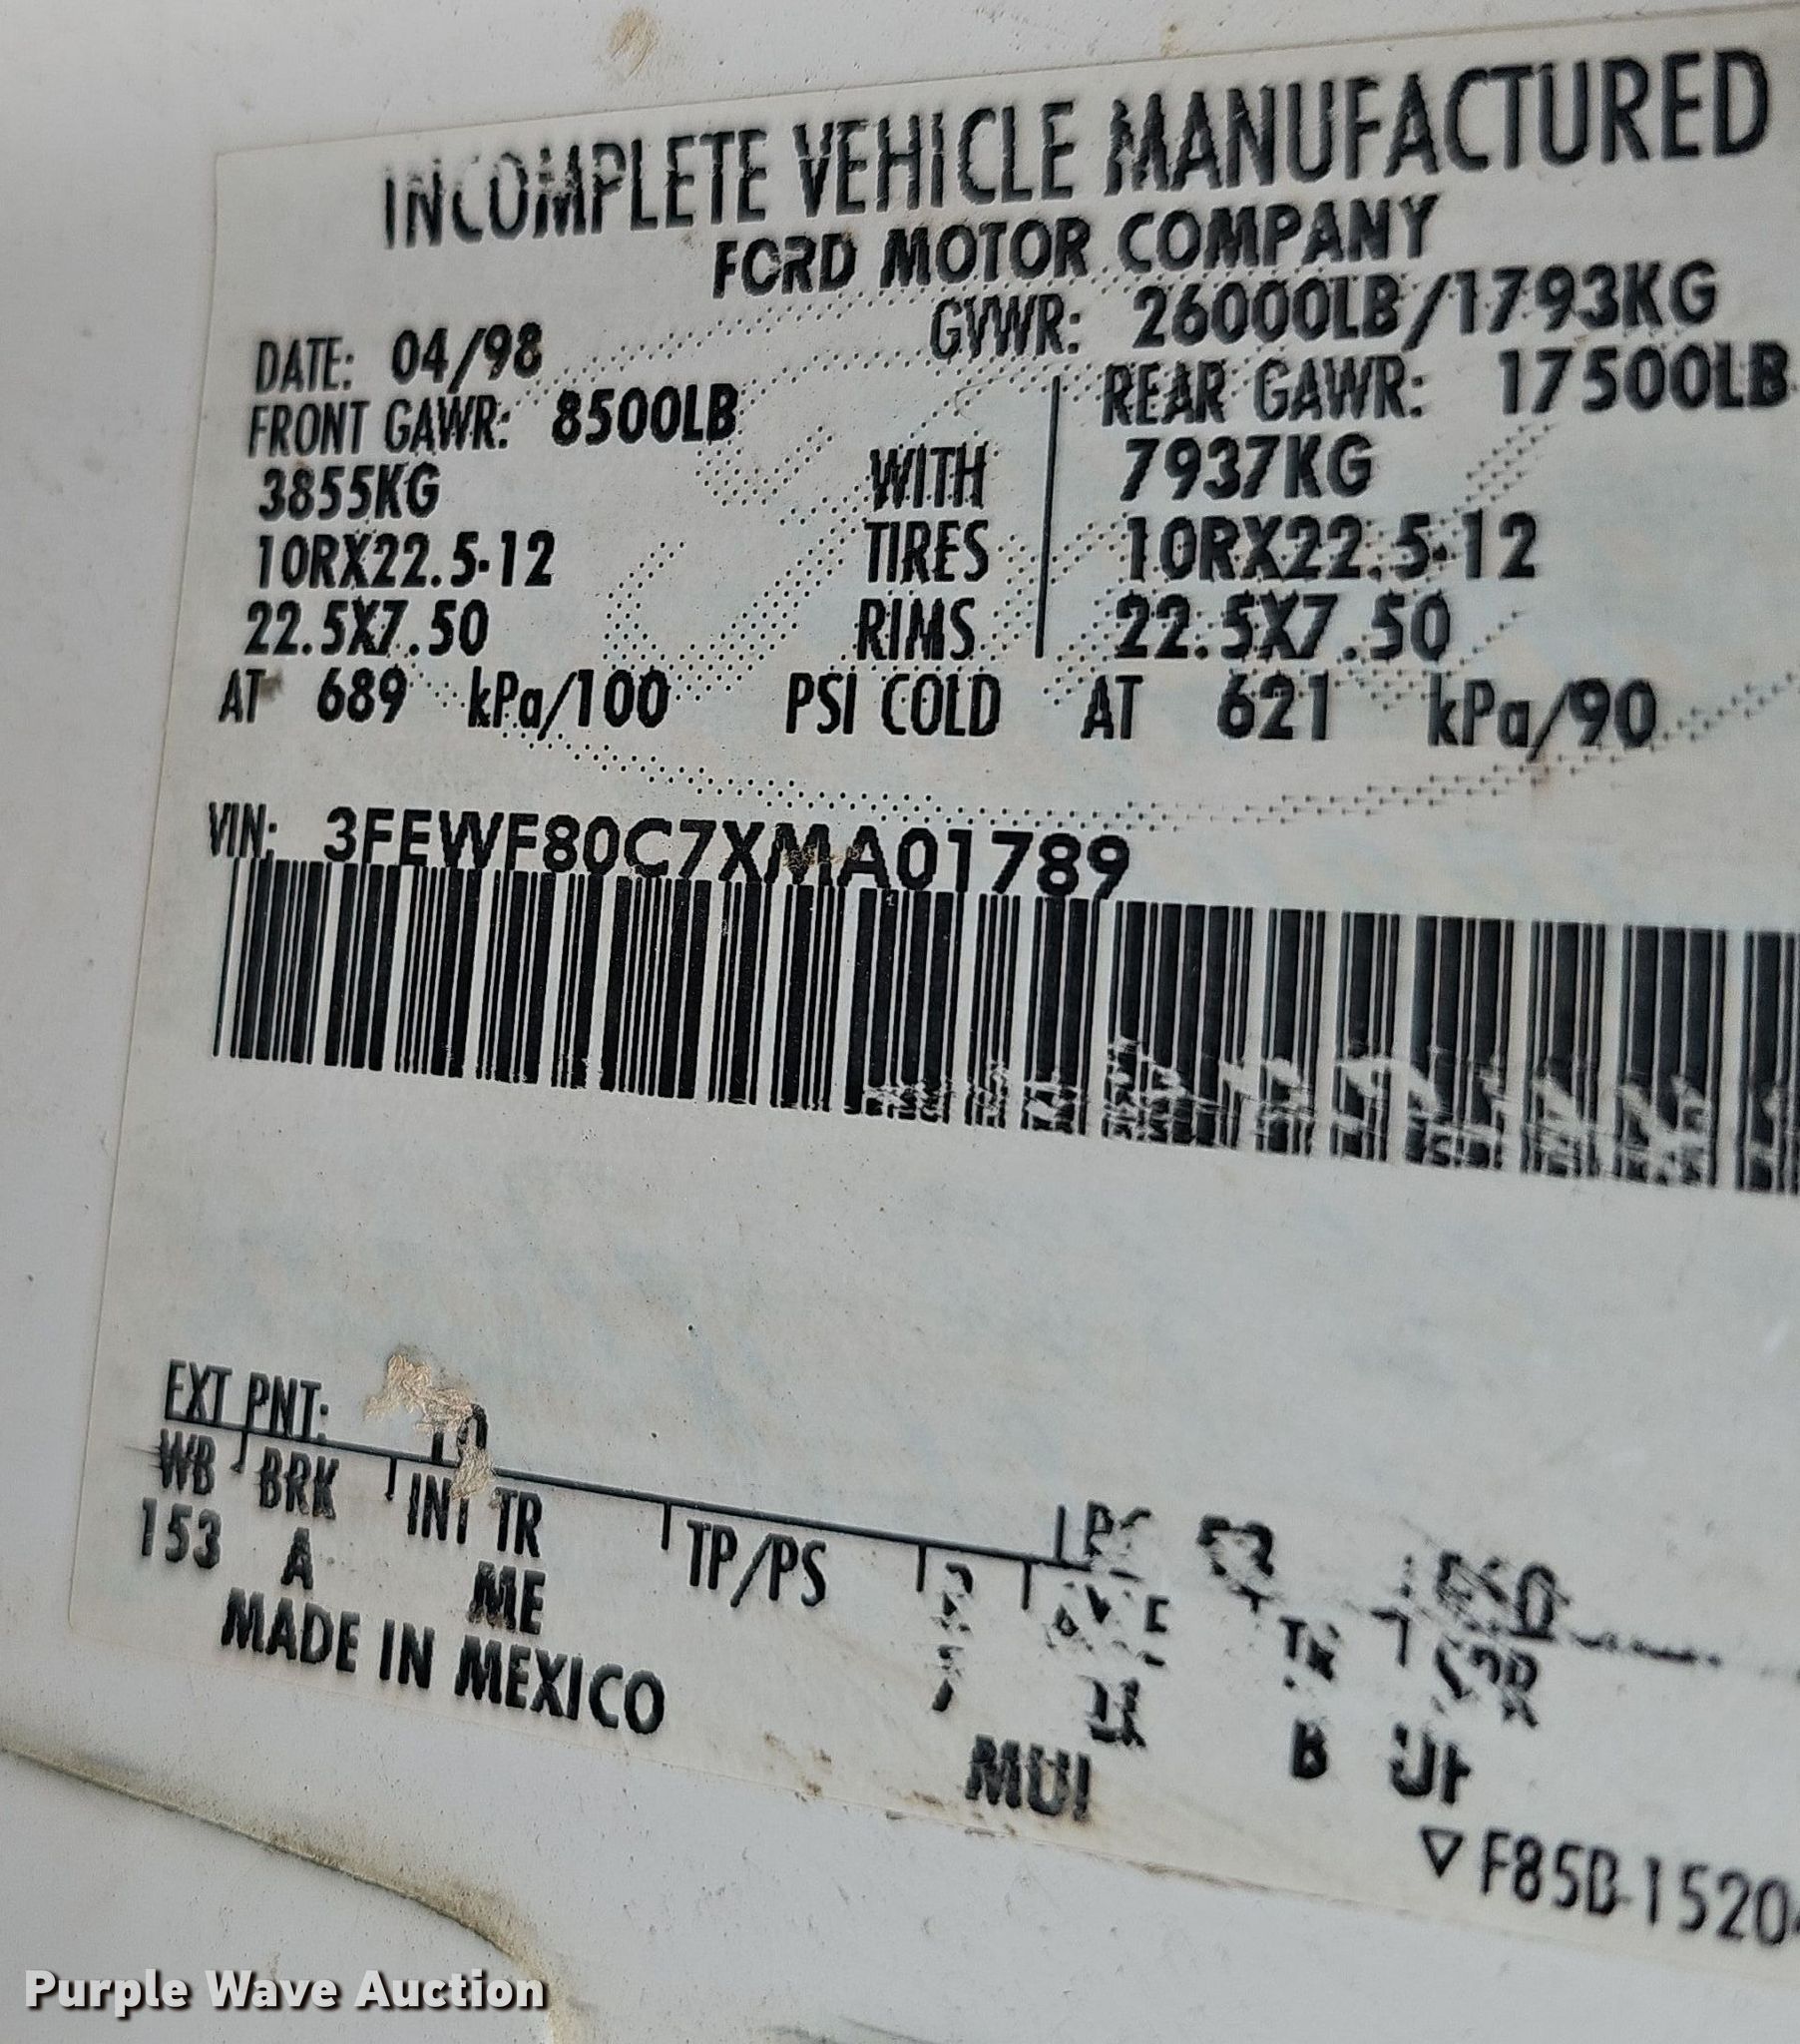 INCOMPLETE VEHICLE MANUFACTURED
FORD MOTOR COMPANY
DATE: 04/98 GVWR: 26000LB/1793KG
FRONT GAWR: 8500LB REAR GAWR: 17500LB
3855KG WITH 7937KG
10RX22.5-12 TIRES 10RX22.5-12
22.5X7.50 RIMS 22.5X7.50
AT 689 kPa/100 PSI COLD AT 621 kPa/90
VIN: 3FEWF80C7XMA01789
EXT PNT:
WB BRK INT TR TP/PS
153 A ME B
MADE IN MEXICO
F85B-1520
Purple Wave Auction